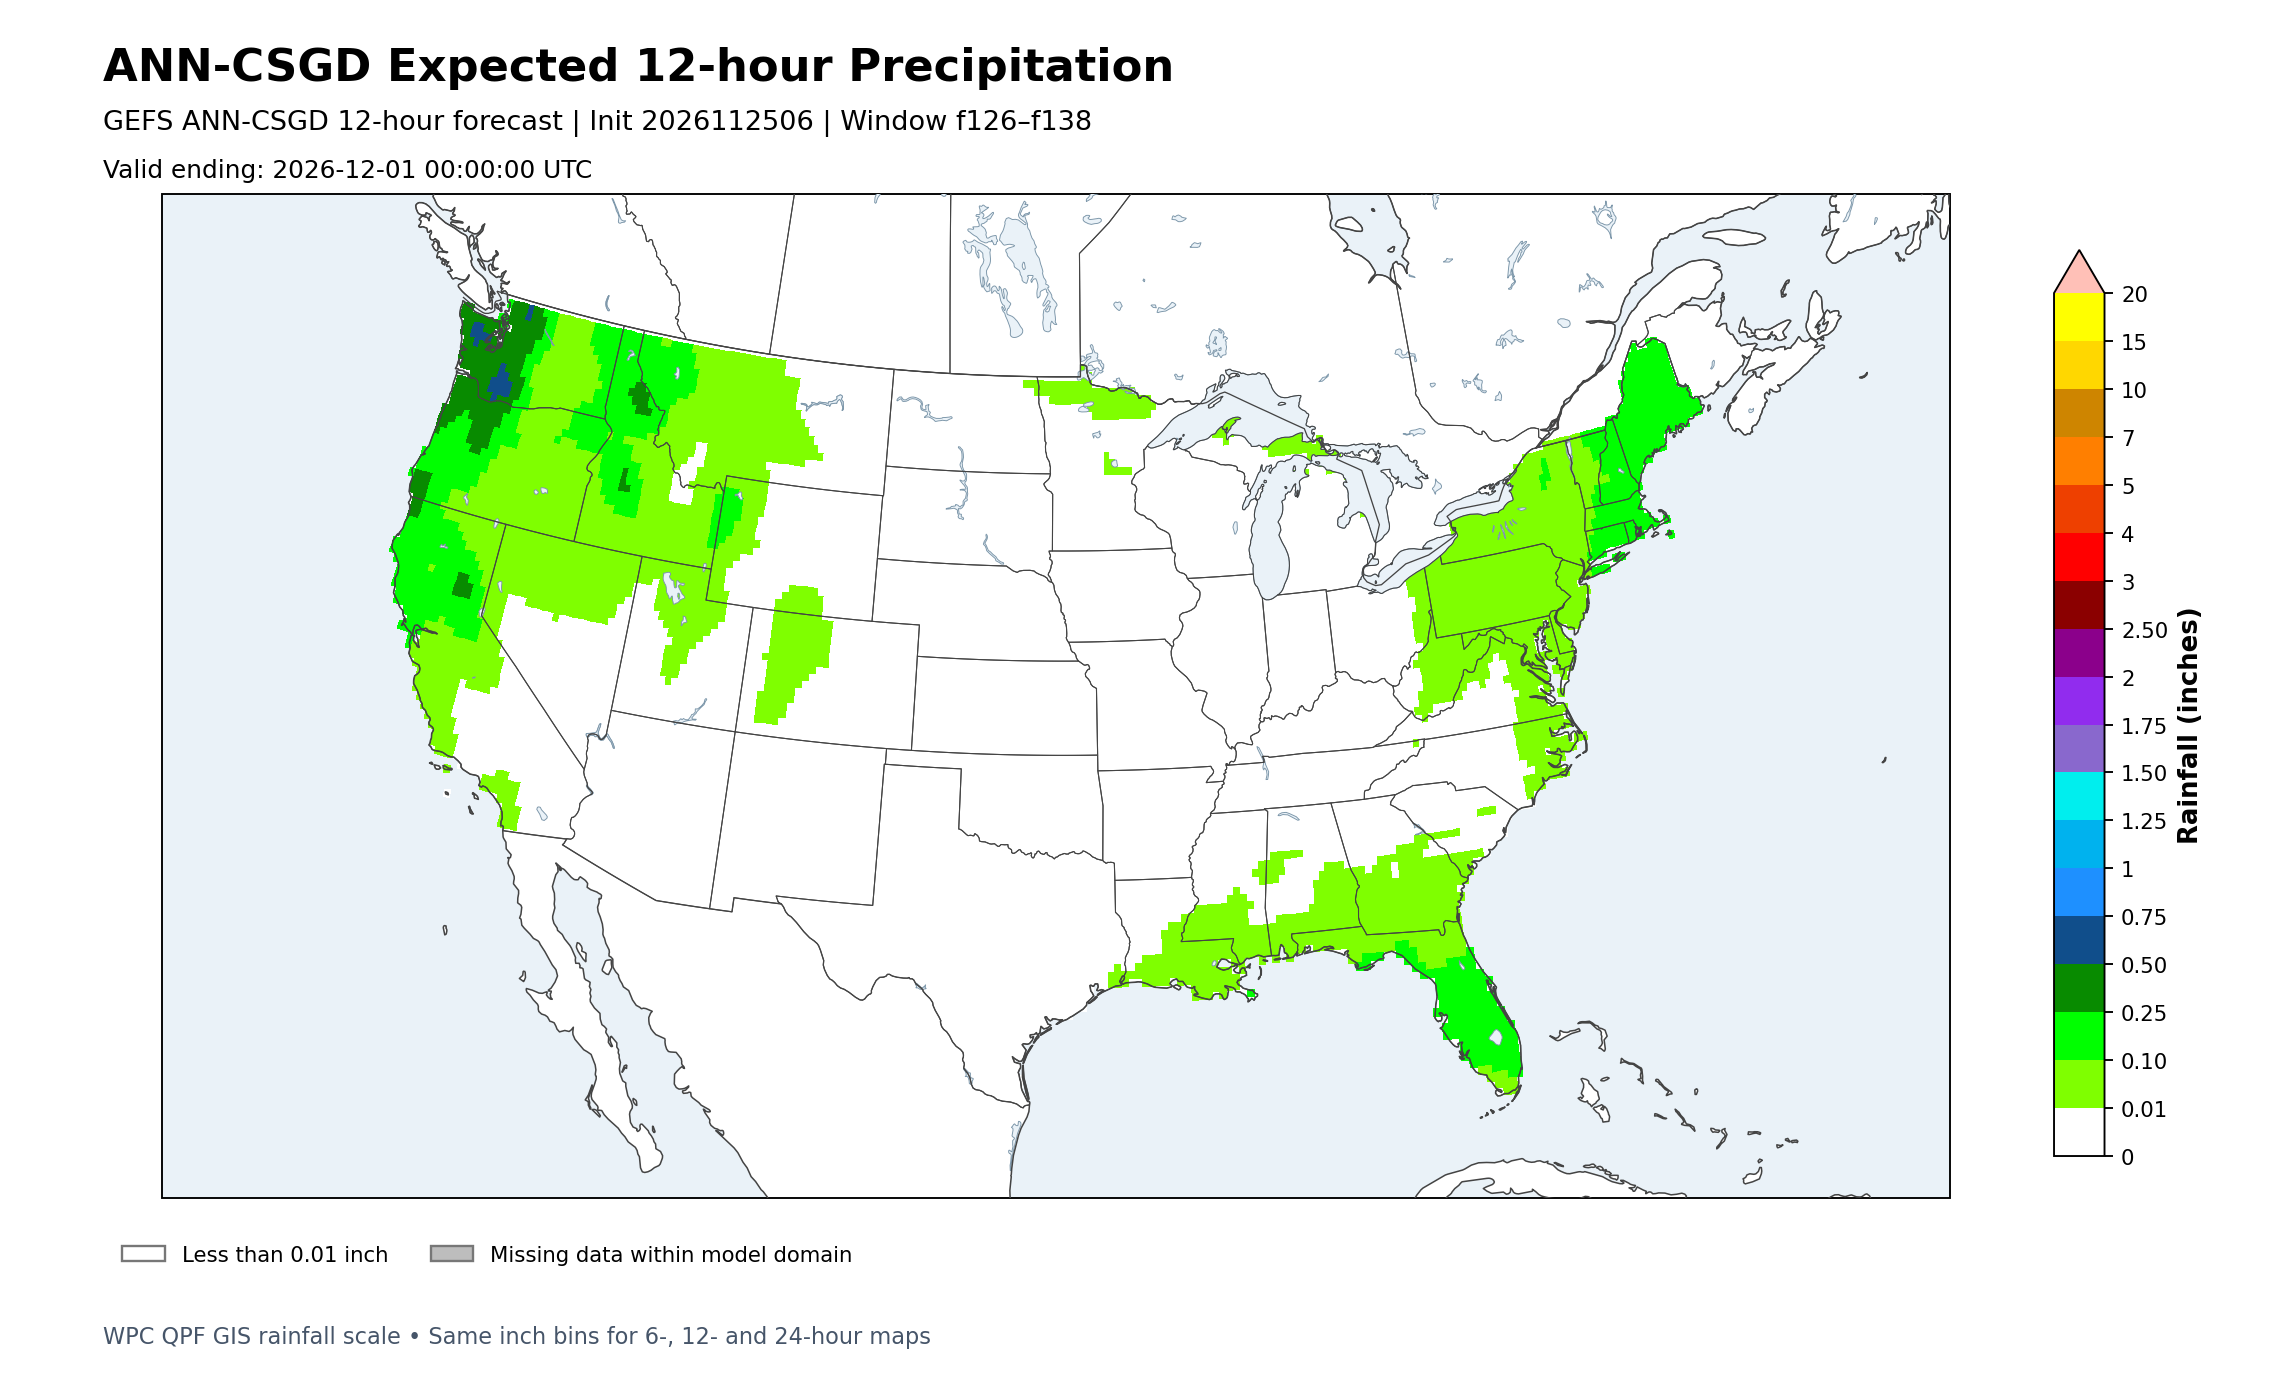 ANN-CSGD Expected 12-hour Precipitation
GEFS ANN-CSGD 12-hour forecast | Init 2026112506 | Window f126–f138
Valid ending: 2026-12-01 00:00:00 UTC
20
15
10
7
5
4
3
2.50
2
1.75
1.50
1.25
1
0.75
0.50
0.25
0.10
0.01
0
Rainfall (inches)
Less than 0.01 inch
Missing data within model domain
WPC QPF GIS rainfall scale • Same inch bins for 6-, 12- and 24-hour maps